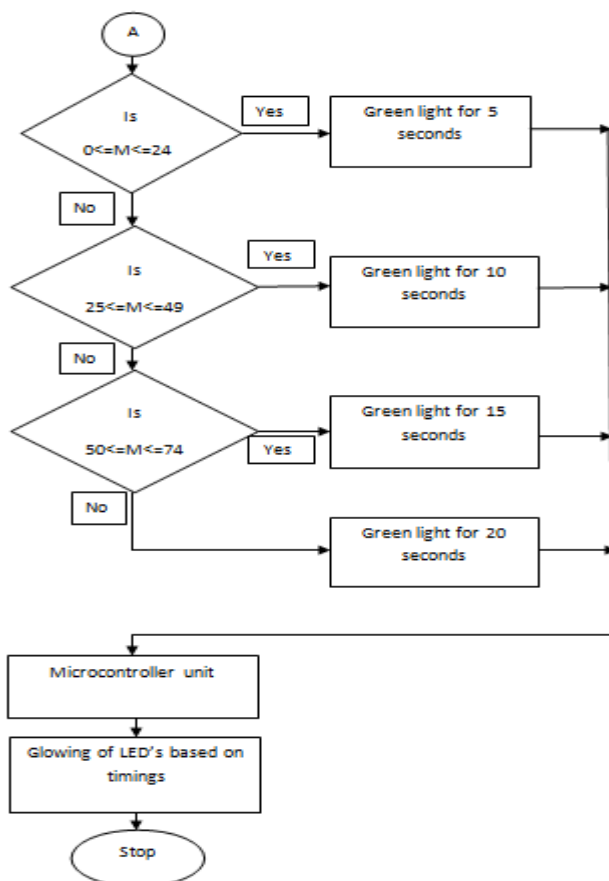 A
Is
0<=M<=24
Yes
Green light for 5
seconds
No
Is
25<=M<=49
Yes
Green light for 10
seconds
No
Is
50<=M<=74
Yes
Green light for 15
seconds
No
Green light for 20
seconds
Microcontroller unit
Glowing of LED's based on
timings
Stop